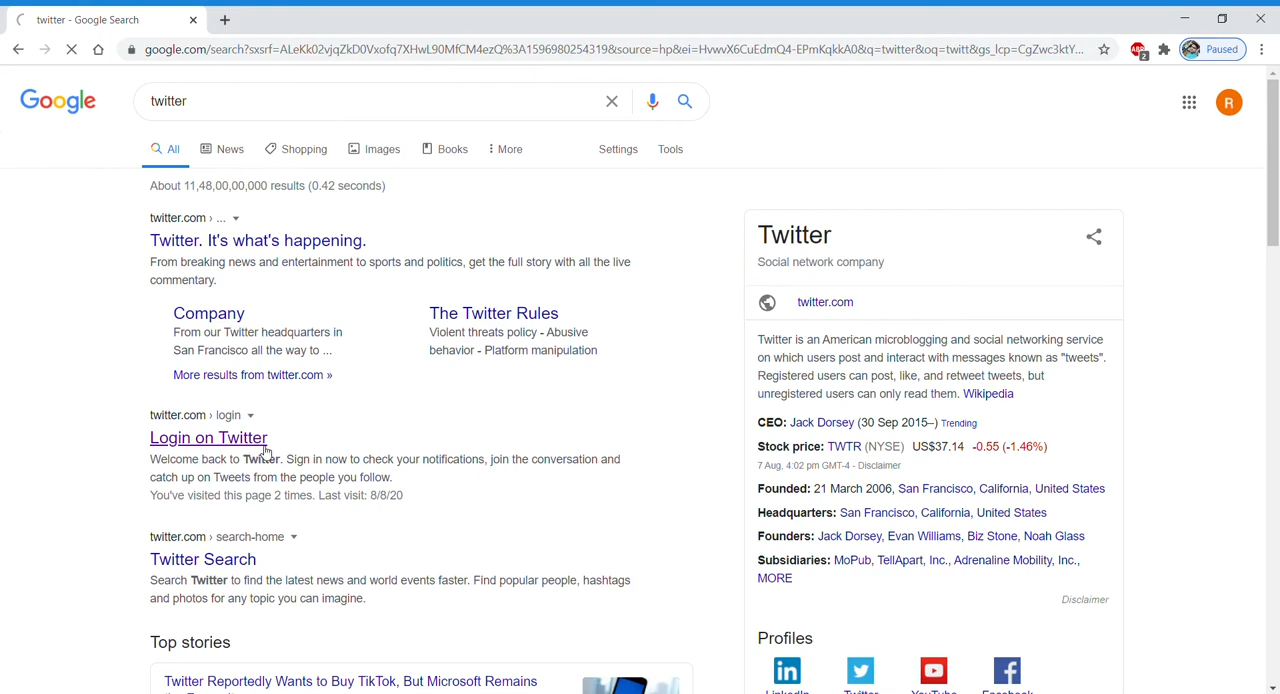 twitter - Google Search
google.com/search?sxsrf=ALeKk02vjqZkD0Vxofq7XHwL90MfCM4ezQ%3A1596980254319&source=hp&ei=HvwvX6CuEdmQ4-EPmKqkkA0&q=twitter&oq=twitt&gs_lcp=CgZwc3ktY...
2
Paused
Google
twitter
R
All
News
Shopping
Images
Books
More
Settings
Tools
About 11,48,00,00,000 results (0.42 seconds)
twitter.com › ...
Twitter. It's what's happening.
From breaking news and entertainment to sports and politics, get the full story with all the live
commentary.
Company
From our Twitter headquarters in
San Francisco all the way to ...
The Twitter Rules
Violent threats policy - Abusive
behavior - Platform manipulation
More results from twitter.com »
twitter.com › login
Login on Twitter
Welcome back to Twitter. Sign in now to check your notifications, join the conversation and
catch up on Tweets from the people you follow.
You've visited this page 2 times. Last visit: 8/8/20
twitter.com › search-home
Twitter Search
Search Twitter to find the latest news and world events faster. Find popular people, hashtags
and photos for any topic you can imagine.
Top stories
Twitter Reportedly Wants to Buy TikTok, But Microsoft Remains
Twitter
Social network company
twitter.com
Twitter is an American microblogging and social networking service
on which users post and interact with messages known as "tweets".
Registered users can post, like, and retweet tweets, but
unregistered users can only read them. Wikipedia
CEO: Jack Dorsey (30 Sep 2015–) Trending
Stock price: TWTR (NYSE) US$37.14 -0.55 (-1.46%)
7 Aug, 4:02 pm GMT-4 - Disclaimer
Founded: 21 March 2006, San Francisco, California, United States
Headquarters: San Francisco, California, United States
Founders: Jack Dorsey, Evan Williams, Biz Stone, Noah Glass
Subsidiaries: MoPub, TellApart, Inc., Adrenaline Mobility, Inc.,
MORE
Disclaimer
Profiles
LinkedIn
Twitter
YouTube
Facebook